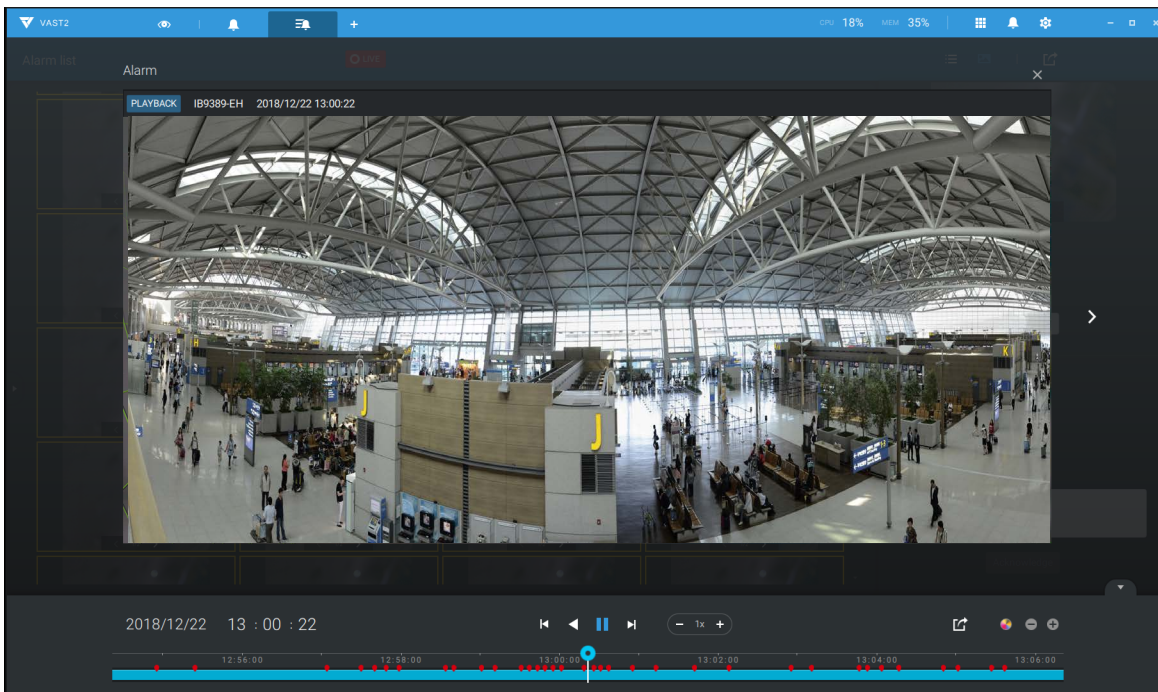 VAST2
CPU 18% MEM 35%
Alarm list
LIVE
Alarm
PLAYBACK IB9389-EH 2018/12/22 13:00:22
H
K
J
J
2018/12/22 13 : 00 : 22
1x
12:56:00 12:58:00 13:00:00 13:02:00 13:04:00 13:06:00